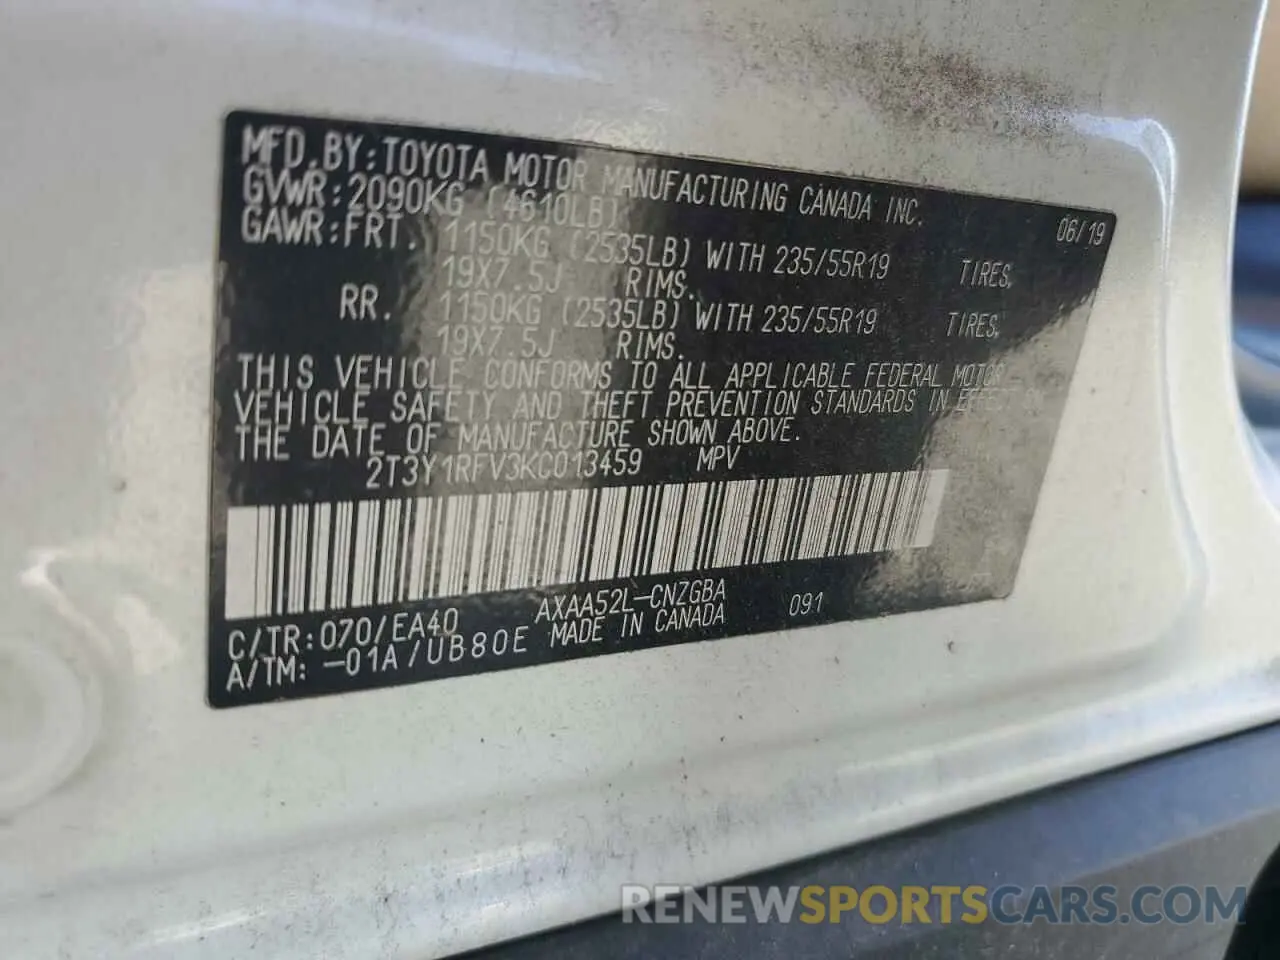 MFD.BY:TOYOTA MOTOR MANUFACTURING CANADA INC.
GVWR:2090KG (4610LB) 06/19
GAWR:FRT. 1150KG (2535LB) WITH 235/55R19 TIRES,
19X7.5J RIMS.
RR. 1150KG (2535LB) WITH 235/55R19 TIRES,
19X7.5J RIMS.
THIS VEHICLE CONFORMS TO ALL APPLICABLE FEDERAL MOTOR
VEHICLE SAFETY AND THEFT PREVENTION STANDARDS IN EFFECT
THE DATE OF MANUFACTURE SHOWN ABOVE.
2T3Y1RFV3KC013459 MPV
C/TR:070/EA40 AXAA52L-CNZGBA 091
A/TM:-01A/UB80E MADE IN CANADA
RENEWSPORTSCARS.COM